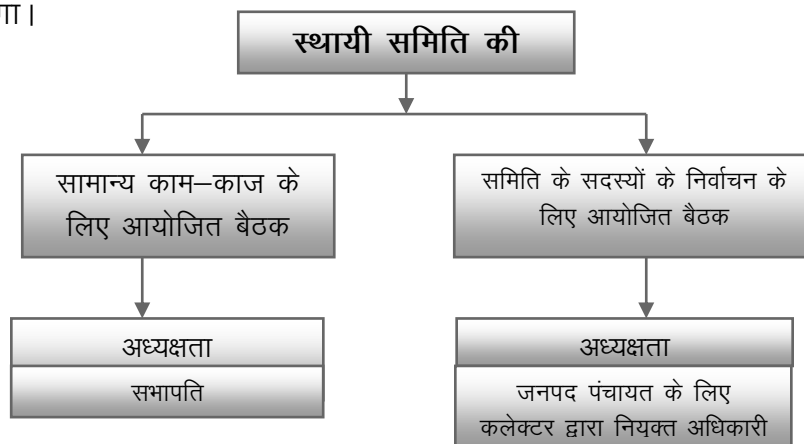 गा।
स्थायी समिति की
सामान्य काम–काज के
लिए आयोजित बैठक
समिति के सदस्यों के निर्वाचन के
लिए आयोजित बैठक
अध्यक्षता
सभापति
अध्यक्षता
जनपद पंचायत के लिए
कलेक्टर द्वारा नियुक्त अधिकारी